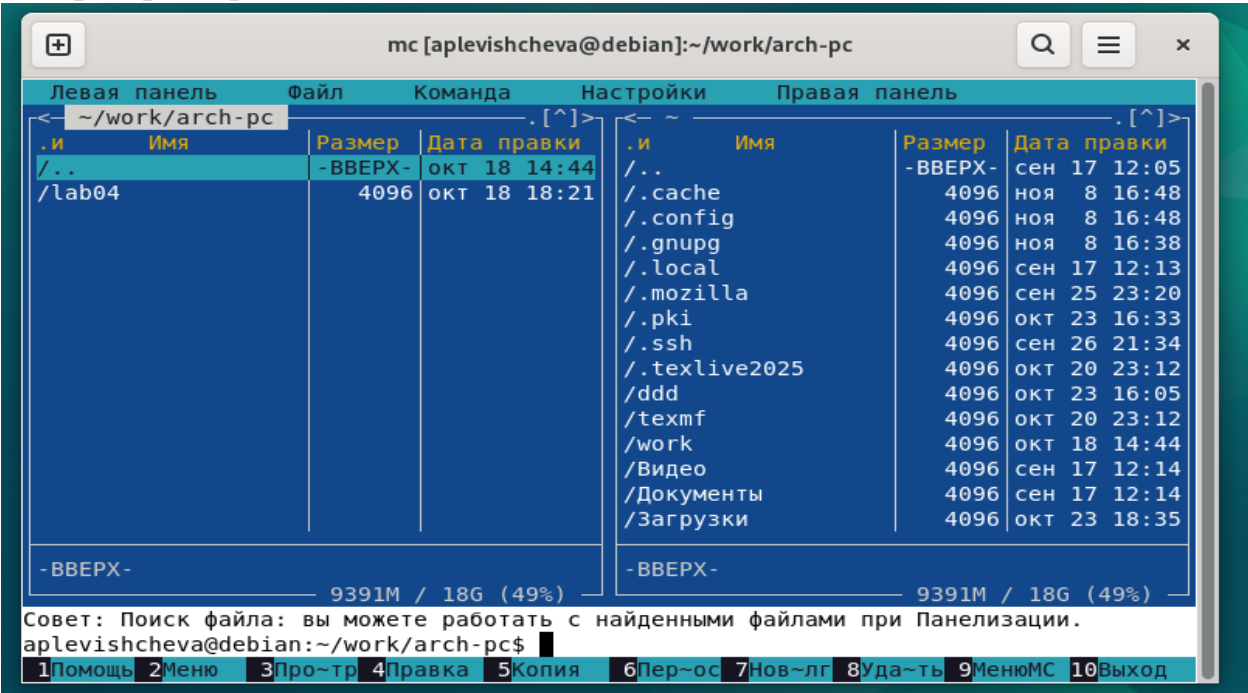 mc [aplevishcheva@debian]:~/work/arch-pc
Левая панель Файл Команда Настройки Правая панель
<─ ~/work/arch-pc ─.[^]> <─ ~ ─.[^]>
.и Имя Размер Дата правки .и Имя Размер Дата правки
/.. -ВВЕРХ- окт 18 14:44 /.. -ВВЕРХ- сен 17 12:05
/lab04 4096 окт 18 18:21 /.cache 4096 ноя 8 16:48
/.config 4096 ноя 8 16:48
/.gnupg 4096 ноя 8 16:38
/.local 4096 сен 17 12:13
/.mozilla 4096 сен 25 23:20
/.pki 4096 окт 23 16:33
/.ssh 4096 сен 26 21:34
/.texlive2025 4096 окт 20 23:12
/ddd 4096 окт 23 16:05
/texmf 4096 окт 20 23:12
/work 4096 окт 18 14:44
/Видео 4096 сен 17 12:14
/Документы 4096 сен 17 12:14
/Загрузки 4096 окт 23 18:35
-ВВЕРХ- -ВВЕРХ-
9391M / 18G (49%) 9391M / 18G (49%)
Совет: Поиск файла: вы можете работать с найденными файлами при Панелизации.
aplevishcheva@debian:~/work/arch-pc$
1Помощь 2Меню 3Про~тр 4Правка 5Копия 6Пер~ос 7Нов~лг 8Уда~ть 9МенюМС 10Выход